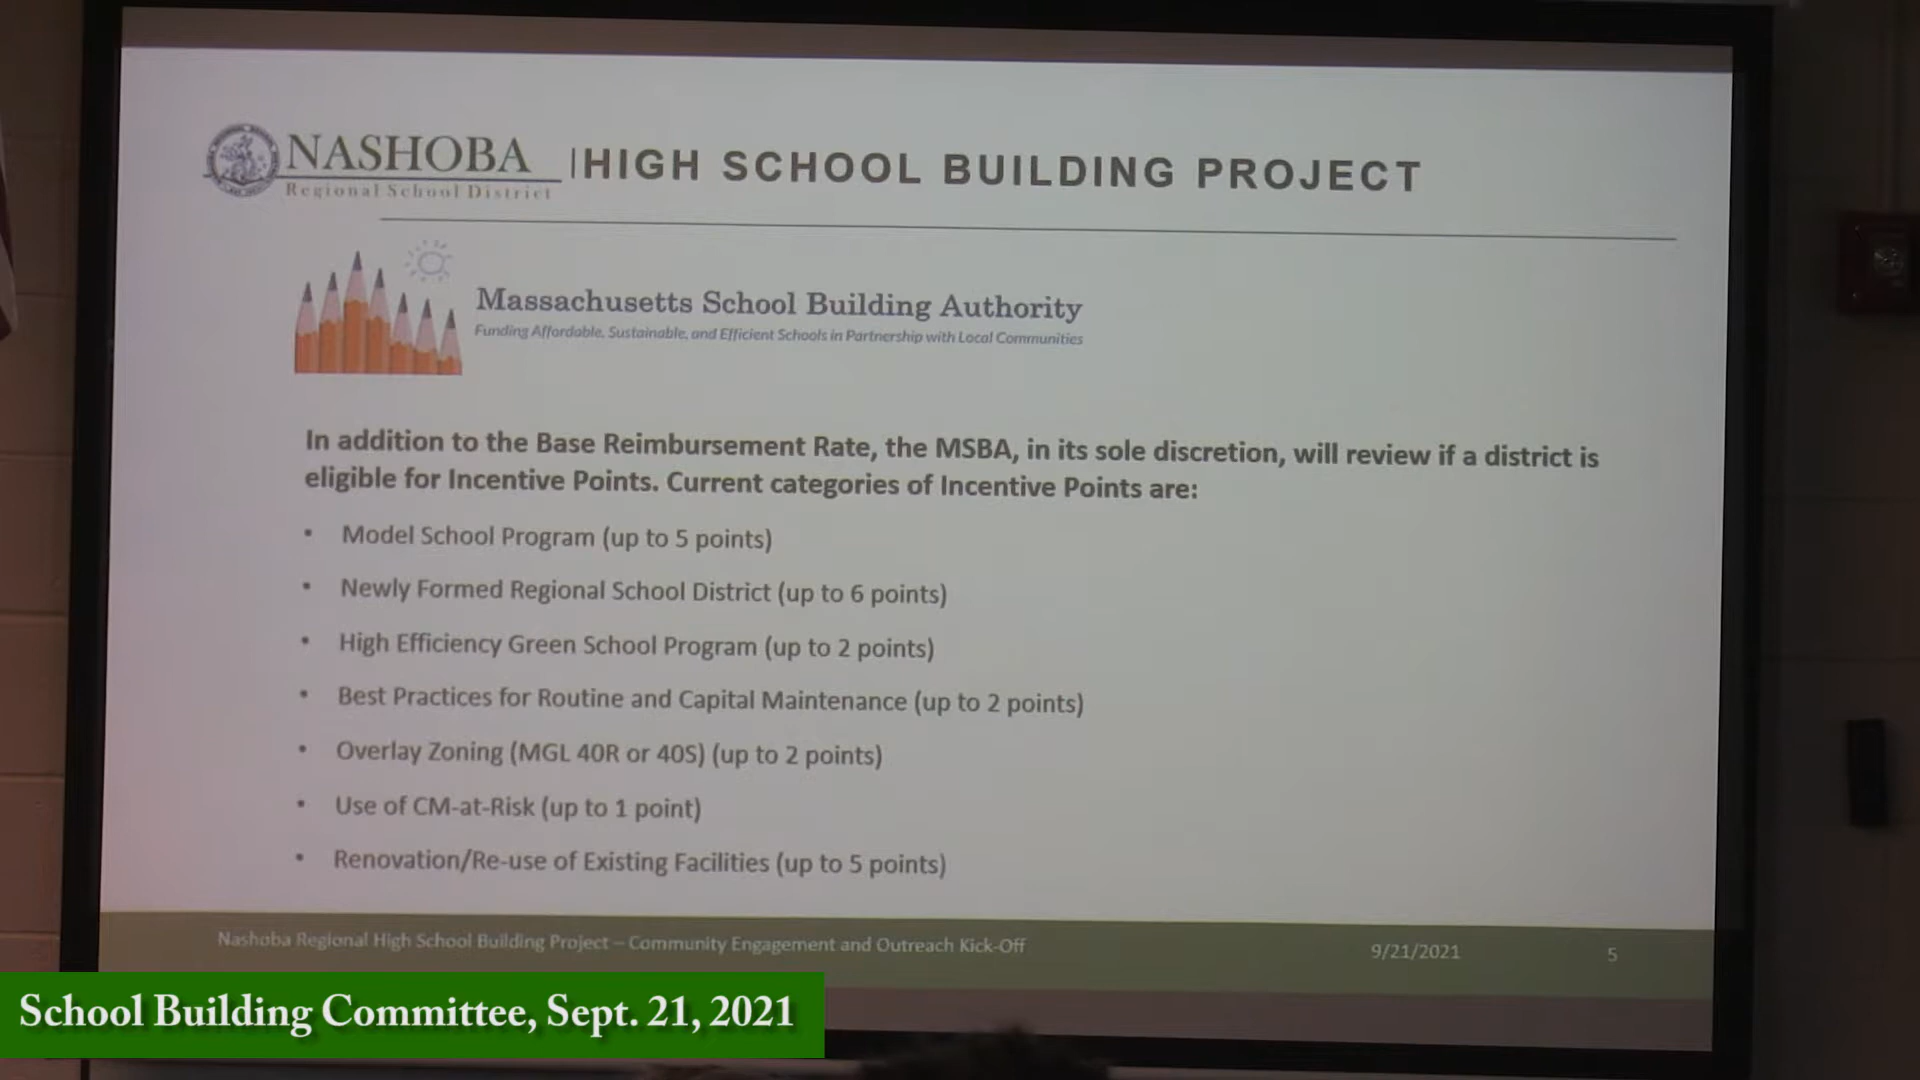 NASHOBA
Regional School District
HIGH SCHOOL BUILDING PROJECT
Massachusetts School Building Authority
Funding Affordable, Sustainable, and Efficient Schools in Partnership with Local Communities
In addition to the Base Reimbursement Rate, the MSBA, in its sole discretion, will review if a district is
eligible for Incentive Points. Current categories of Incentive Points are:
• Model School Program (up to 5 points)
• Newly Formed Regional School District (up to 6 points)
• High Efficiency Green School Program (up to 2 points)
• Best Practices for Routine and Capital Maintenance (up to 2 points)
• Overlay Zoning (MGL 40R or 40S) (up to 2 points)
• Use of CM-at-Risk (up to 1 point)
• Renovation/Re-use of Existing Facilities (up to 5 points)
Nashoba Regional High School Building Project – Community Engagement and Outreach Kick-Off
9/21/2021
5
School Building Committee, Sept. 21, 2021